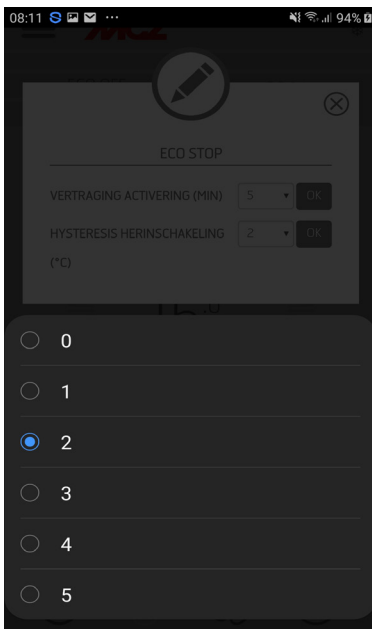 08:11
94%
MCZ
ECO STOP
VERTRAGING ACTIVERING (MIN) 5 OK
HYSTERESIS HERINSCHAKELING 2 OK
(°C)
0
1
2
3
4
5